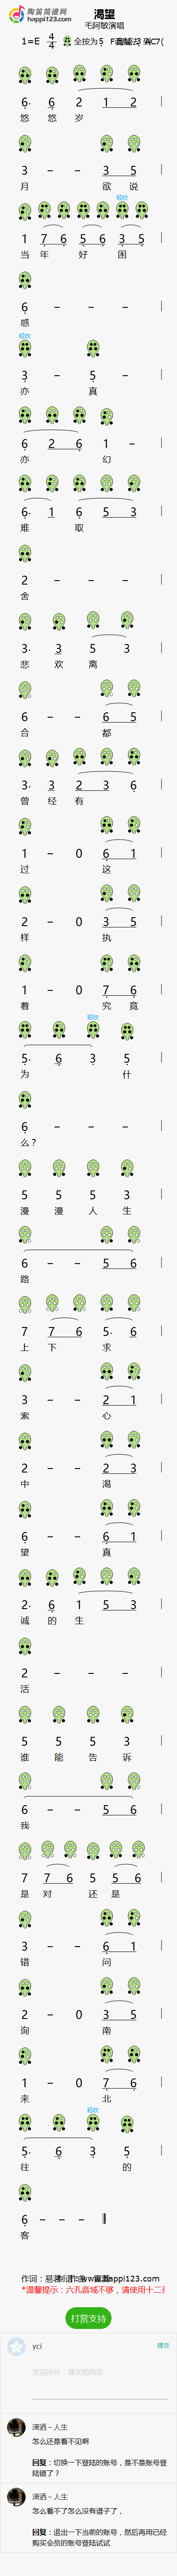 陶笛简谱网
happi123.com
渴望
毛阿敏演唱
1=E 4/4 全按为5
6· 6 2 1 2
悠 悠 岁
3 - - 3 5
月 欲 说
轻吹
1 7 6 5 6 3 5
当 年 好 困
6 - - -
惑
轻吹
3 - 5 -
亦 真
6 2 6 1 -
亦 幻
6· 1 6 5 3
难 取
2 - - -
舍
3· 3 5 3
悲 欢 离
6 - - 6 5
合 都
3· 3 2 3 6
曾 经 有
1 - 0 6 1
过 这
2 - 0 3 5
样 执
1 - 0 7 6
着 究 竟
轻吹
5· 6 3 5
为 什
6 - - -
么？
5 5 5 3
漫 漫 人 生
6 - - 5 6
路
7 7 6 5· 6
上 下 求
3 - - 2 1
索 心
2 - - 2 3
中 渴
6 - - 6 1
望 真
2· 6 1 5 3
诚 的 生
2 - - -
活
5 5 5 3
谁 能 告 诉
6 - - 5 6
我
7 7 6 5 5 6
是 对 还 是
3 - - 6 1
错 问
2 - 0 3 5
询 南
1 - 0 7 6
来 北
轻吹
5· 6 3 5
往 的
6 - - -
客
作词：易茗
happi123.com
*温馨提示：六孔音域不够，请使用十二孔
打赏支持
yci
提交
欢迎评论，请文明用语
潇洒～人生
怎么还是看不见啊
回复：切换一下登陆的账号，是不是账号登陆错了？
潇洒～人生
怎么看不了怎么没有谱子了，
回复：退出一下当前的账号，然后再用已经购买会员的账号登陆试试